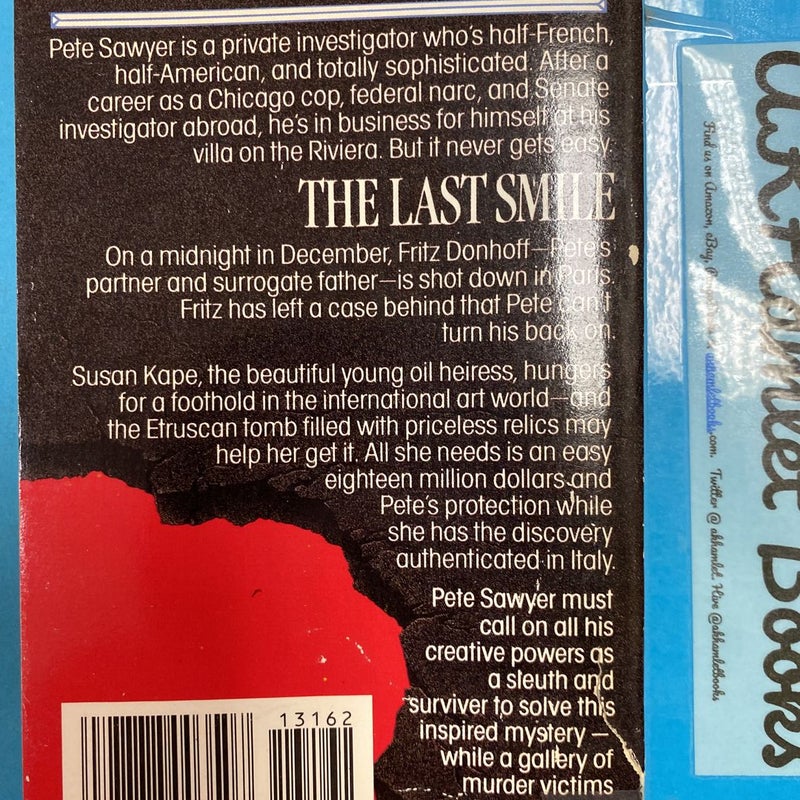 Pete Sawyer is a private investigator who's half-French,
half-American, and totally sophisticated. After a
career as a Chicago cop, federal narc, and Senate
investigator abroad, he's in business for himself at his
villa on the Riviera. But it never gets easy.
THE LAST SMILE
On a midnight in December, Fritz Donhoff—Pete's
partner and surrogate father—is shot down in Paris.
Fritz has left a case behind that Pete can't
turn his back on.
Susan Kape, the beautiful young oil heiress, hungers
for a foothold in the international art world—and
the Etruscan tomb filled with priceless relics may
help her get it. All she needs is an easy
eighteen million dollars and
Pete's protection while
she has the discovery
authenticated in Italy.
Pete Sawyer must
call on all his
creative powers as
a sleuth and
surviver to solve this
inspired mystery —
while a gallery of
murder victims
13162
AKHamlet Books
Find us on Amazon, eBay,
.com. Twitter @ akhamlet. Hive @akhamletbooks